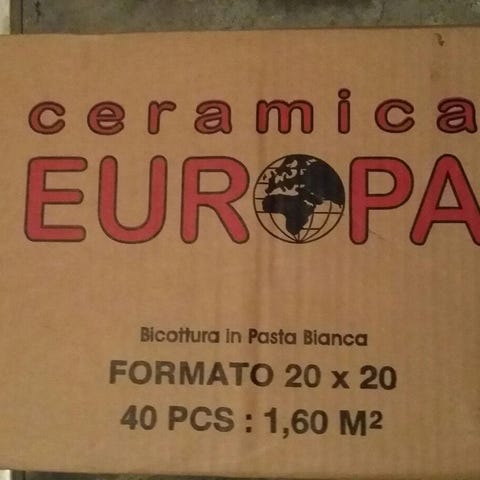 ceramica
EUROPA
Bicottura in Pasta Bianca
FORMATO 20 x 20
40 PCS : 1,60 M²